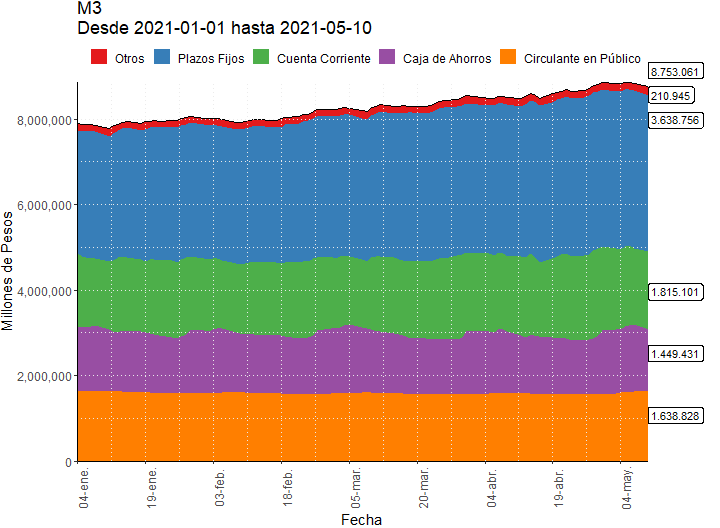 M3
Desde 2021-01-01 hasta 2021-05-10
Otros Plazos Fijos Cuenta Corriente Caja de Ahorros Circulante en Público
8.753.061
210.945
3.638.756
1.815.101
1.449.431
1.638.828
Millones de Pesos
8,000,000
6,000,000
4,000,000
2,000,000
0
04-ene. 19-ene. 03-feb. 18-feb. 05-mar. 20-mar. 04-abr. 19-abr. 04-may.
Fecha